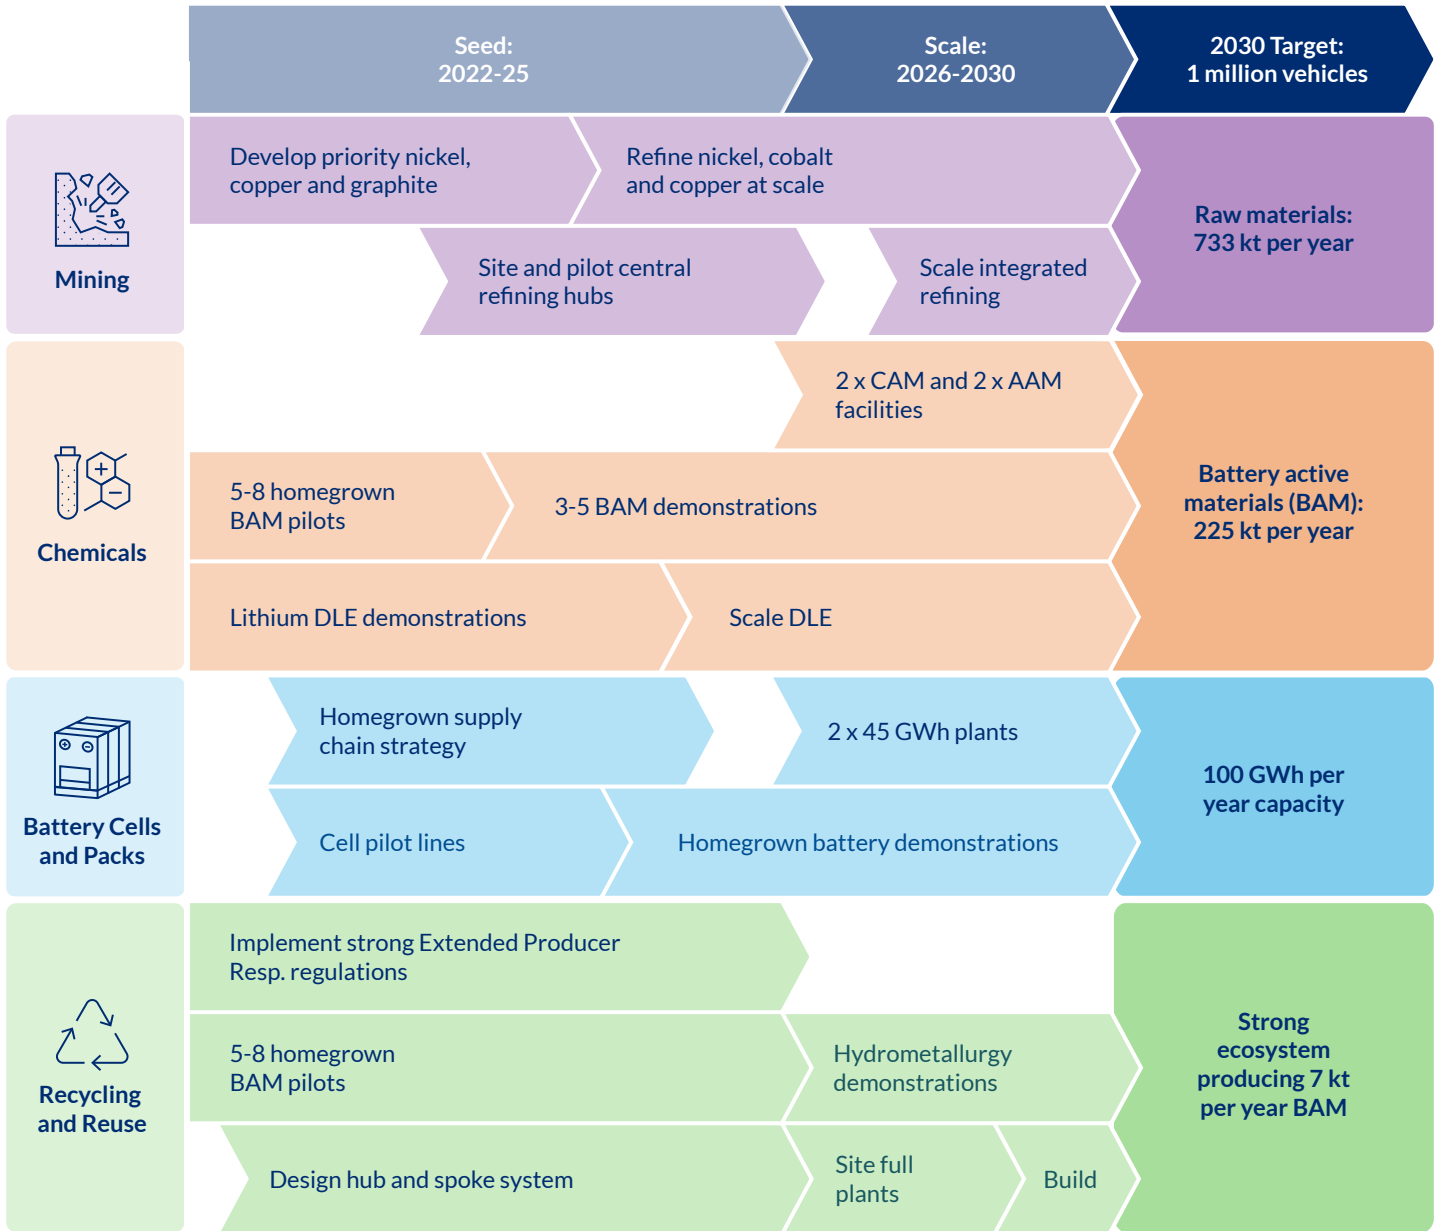 Seed:
2022-25
Scale:
2026-2030
2030 Target:
1 million vehicles
Mining
Develop priority nickel,
copper and graphite
Refine nickel, cobalt
and copper at scale
Site and pilot central
refining hubs
Scale integrated
refining
Raw materials:
733 kt per year
Chemicals
2 x CAM and 2 x AAM
facilities
5-8 homegrown
BAM pilots
3-5 BAM demonstrations
Lithium DLE demonstrations
Scale DLE
Battery active
materials (BAM):
225 kt per year
Battery Cells
and Packs
Homegrown supply
chain strategy
2 x 45 GWh plants
Cell pilot lines
Homegrown battery demonstrations
100 GWh per
year capacity
Recycling
and Reuse
Implement strong Extended Producer
Resp. regulations
5-8 homegrown
BAM pilots
Hydrometallurgy
demonstrations
Design hub and spoke system
Site full
plants
Build
Strong
ecosystem
producing 7 kt
per year BAM